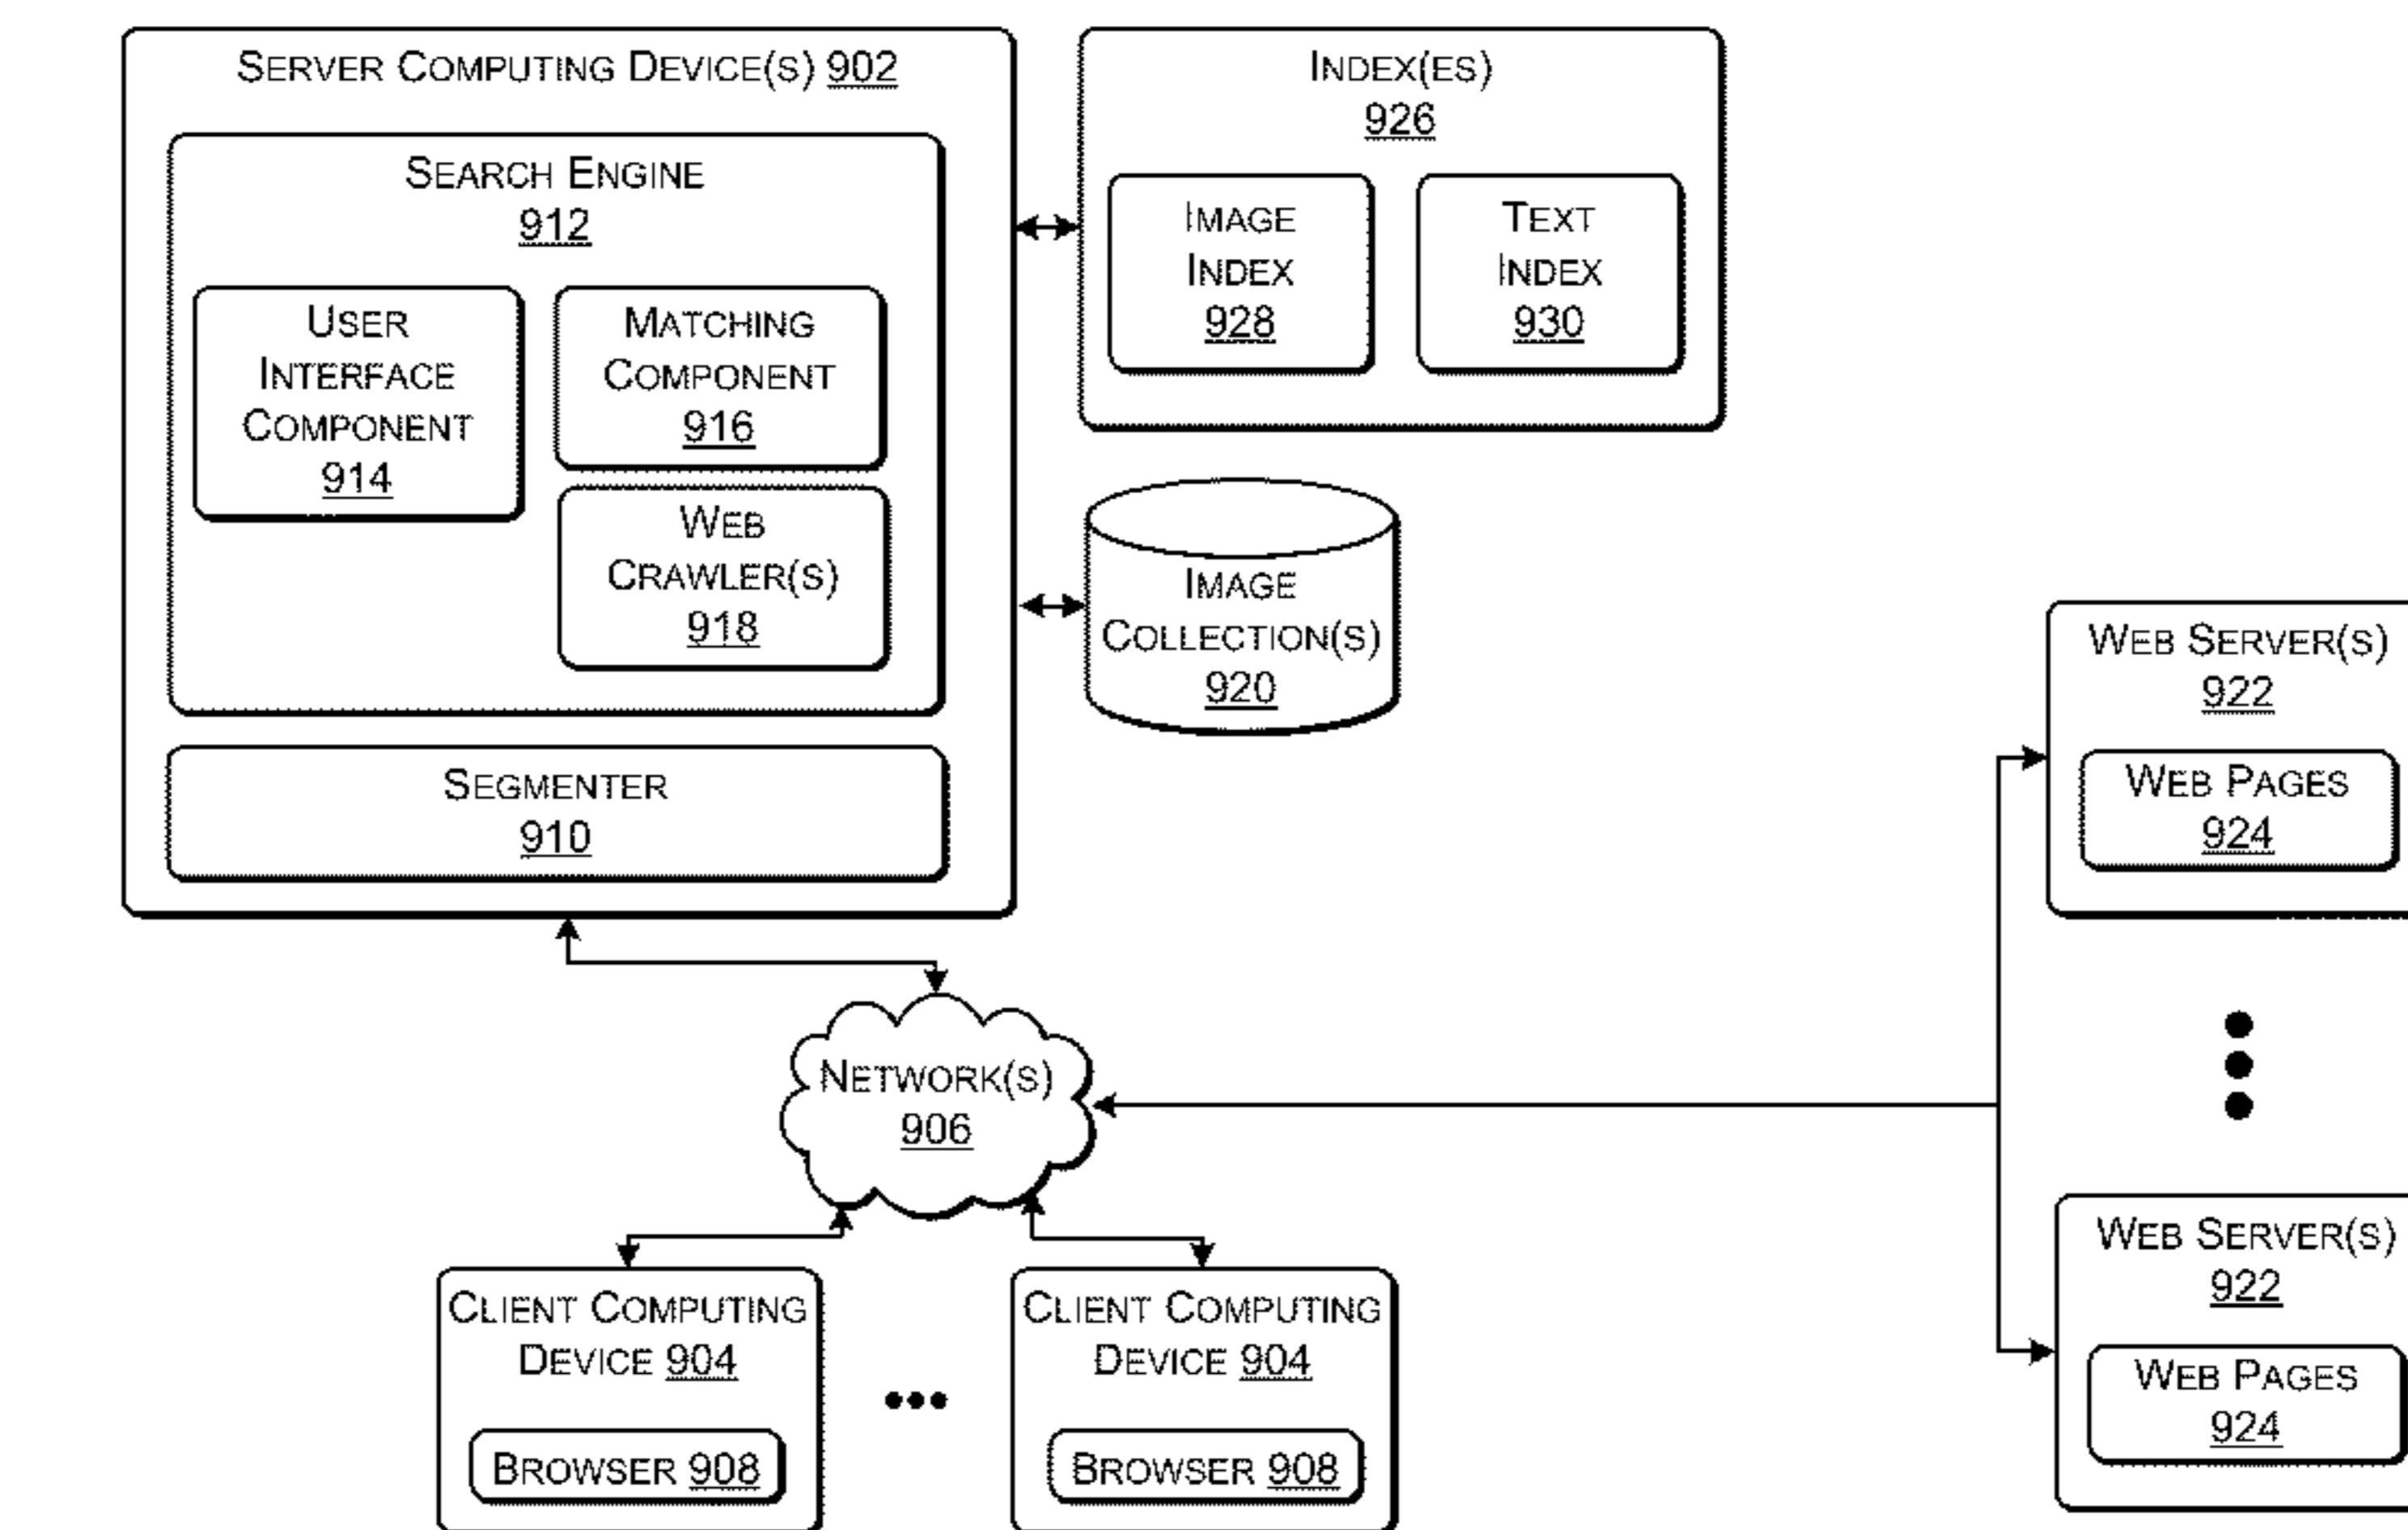 SERVER COMPUTING DEVICE(S) 902
SEARCH ENGINE
912
USER
INTERFACE
COMPONENT
914
MATCHING
COMPONENT
916
WEB
CRAWLER(S)
918
SEGMENTER
910
INDEX(ES)
926
IMAGE
INDEX
928
TEXT
INDEX
930
IMAGE
COLLECTION(S)
920
WEB SERVER(S)
922
WEB PAGES
924
NETWORK(S)
906
WEB SERVER(S)
922
WEB PAGES
924
CLIENT COMPUTING
DEVICE 904
BROWSER 908
CLIENT COMPUTING
DEVICE 904
BROWSER 908